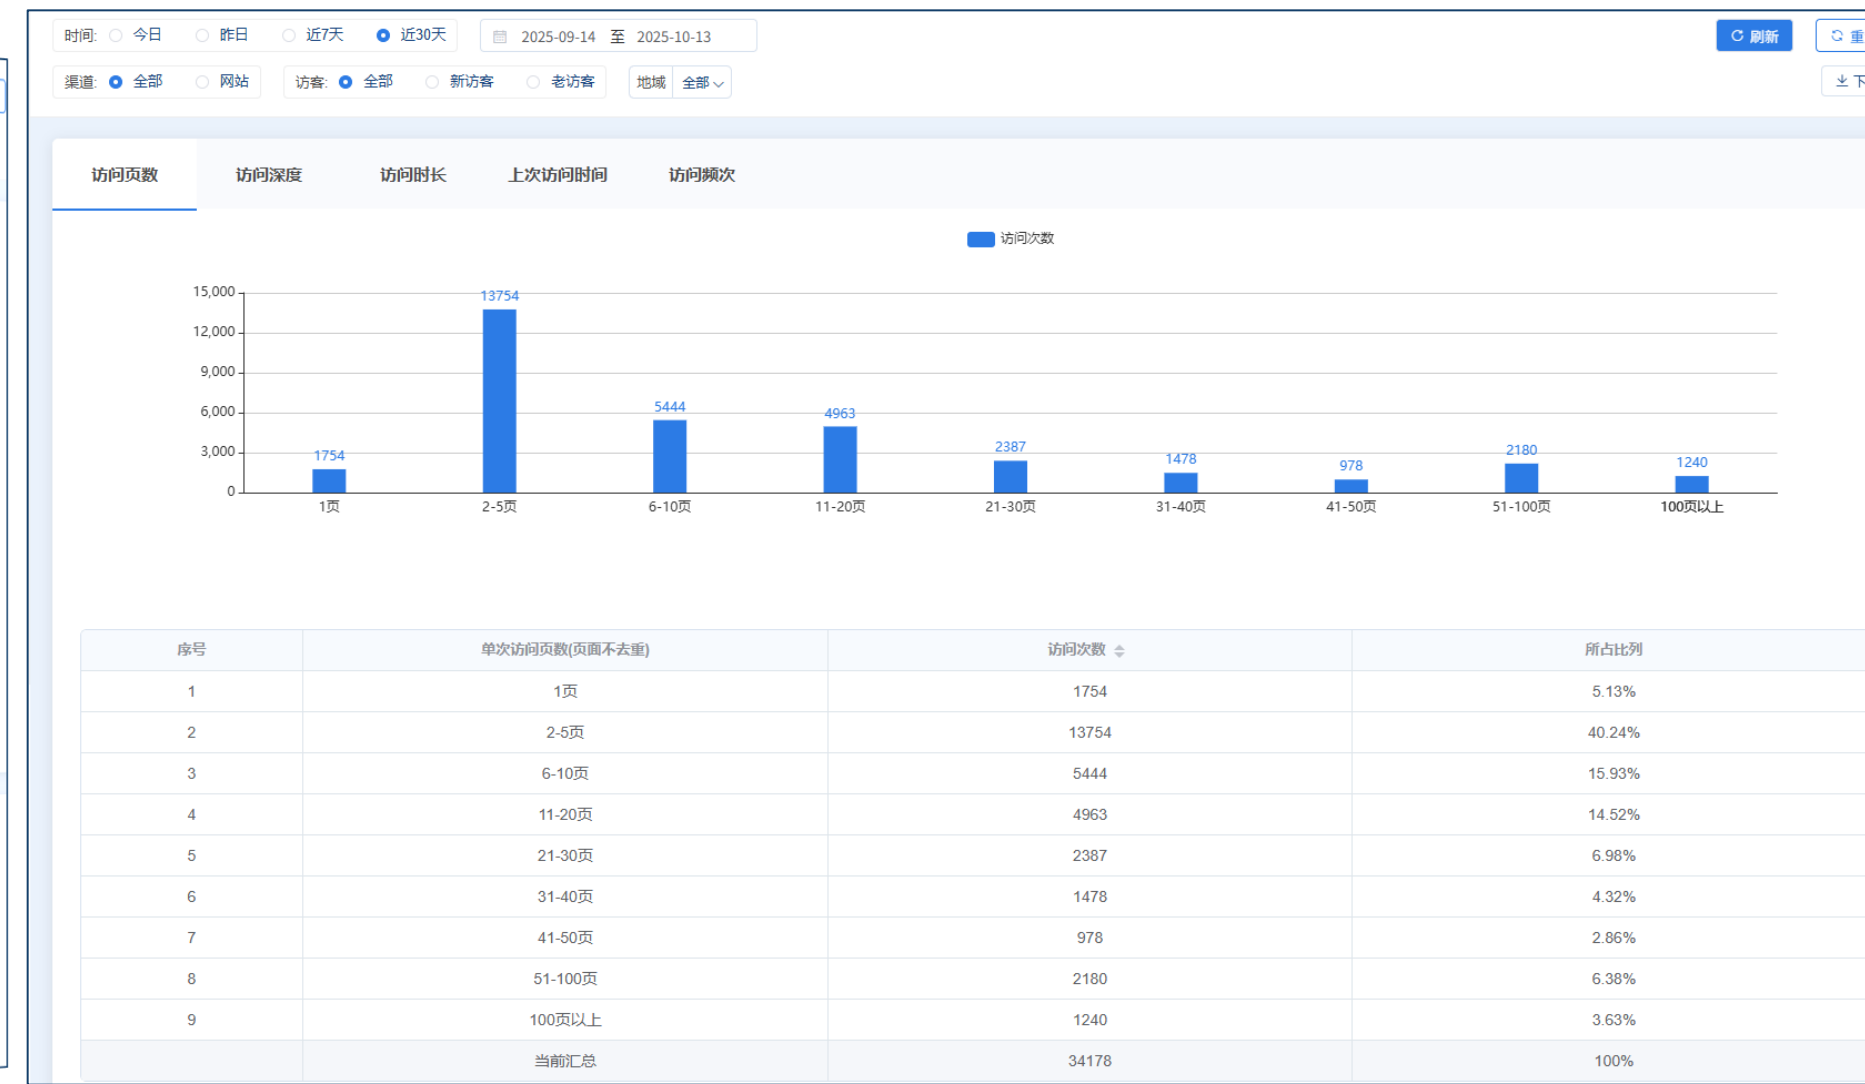 时间: 今日 昨日 近7天 近30天 2025-09-14 至 2025-10-13 刷新 重
渠道: 全部 网站 访客: 全部 新访客 老访客 地域 全部 下
访问页数 访问深度 访问时长 上次访问时间 访问频次
访问次数
15,000
12,000
9,000
6,000
3,000
0
1754 13754 5444 4963 2387 1478 978 2180 1240
1页 2-5页 6-10页 11-20页 21-30页 31-40页 41-50页 51-100页 100页以上
序号 单次访问页数(页面不去重) 访问次数 所占比列
1 1页 1754 5.13%
2 2-5页 13754 40.24%
3 6-10页 5444 15.93%
4 11-20页 4963 14.52%
5 21-30页 2387 6.98%
6 31-40页 1478 4.32%
7 41-50页 978 2.86%
8 51-100页 2180 6.38%
9 100页以上 1240 3.63%
当前汇总 34178 100%